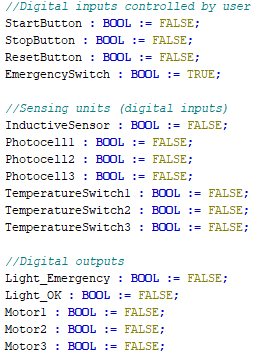 //Digital inputs controlled by user
StartButton : BOOL := FALSE;
StopButton : BOOL := FALSE;
ResetButton : BOOL := FALSE;
EmergencySwitch : BOOL := TRUE;
//Sensing units (digital inputs)
InductiveSensor : BOOL := FALSE;
Photocell1 : BOOL := FALSE;
Photocell2 : BOOL := FALSE;
Photocell3 : BOOL := FALSE;
TemperatureSwitch1 : BOOL := FALSE;
TemperatureSwitch2 : BOOL := FALSE;
TemperatureSwitch3 : BOOL := FALSE;
//Digital outputs
Light_Emergency : BOOL := FALSE;
Light_OK : BOOL := FALSE;
Motor1 : BOOL := FALSE;
Motor2 : BOOL := FALSE;
Motor3 : BOOL := FALSE;